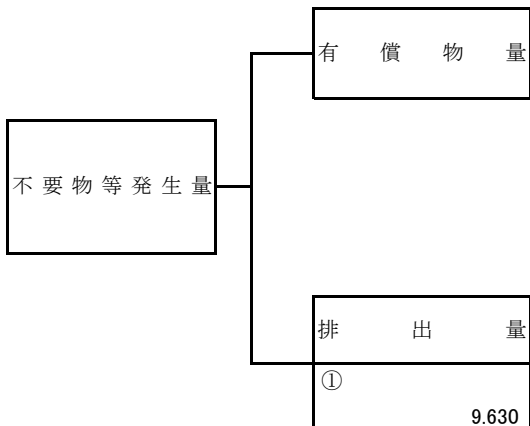 有償物量
不要物等発生量
排出量
①
9.630